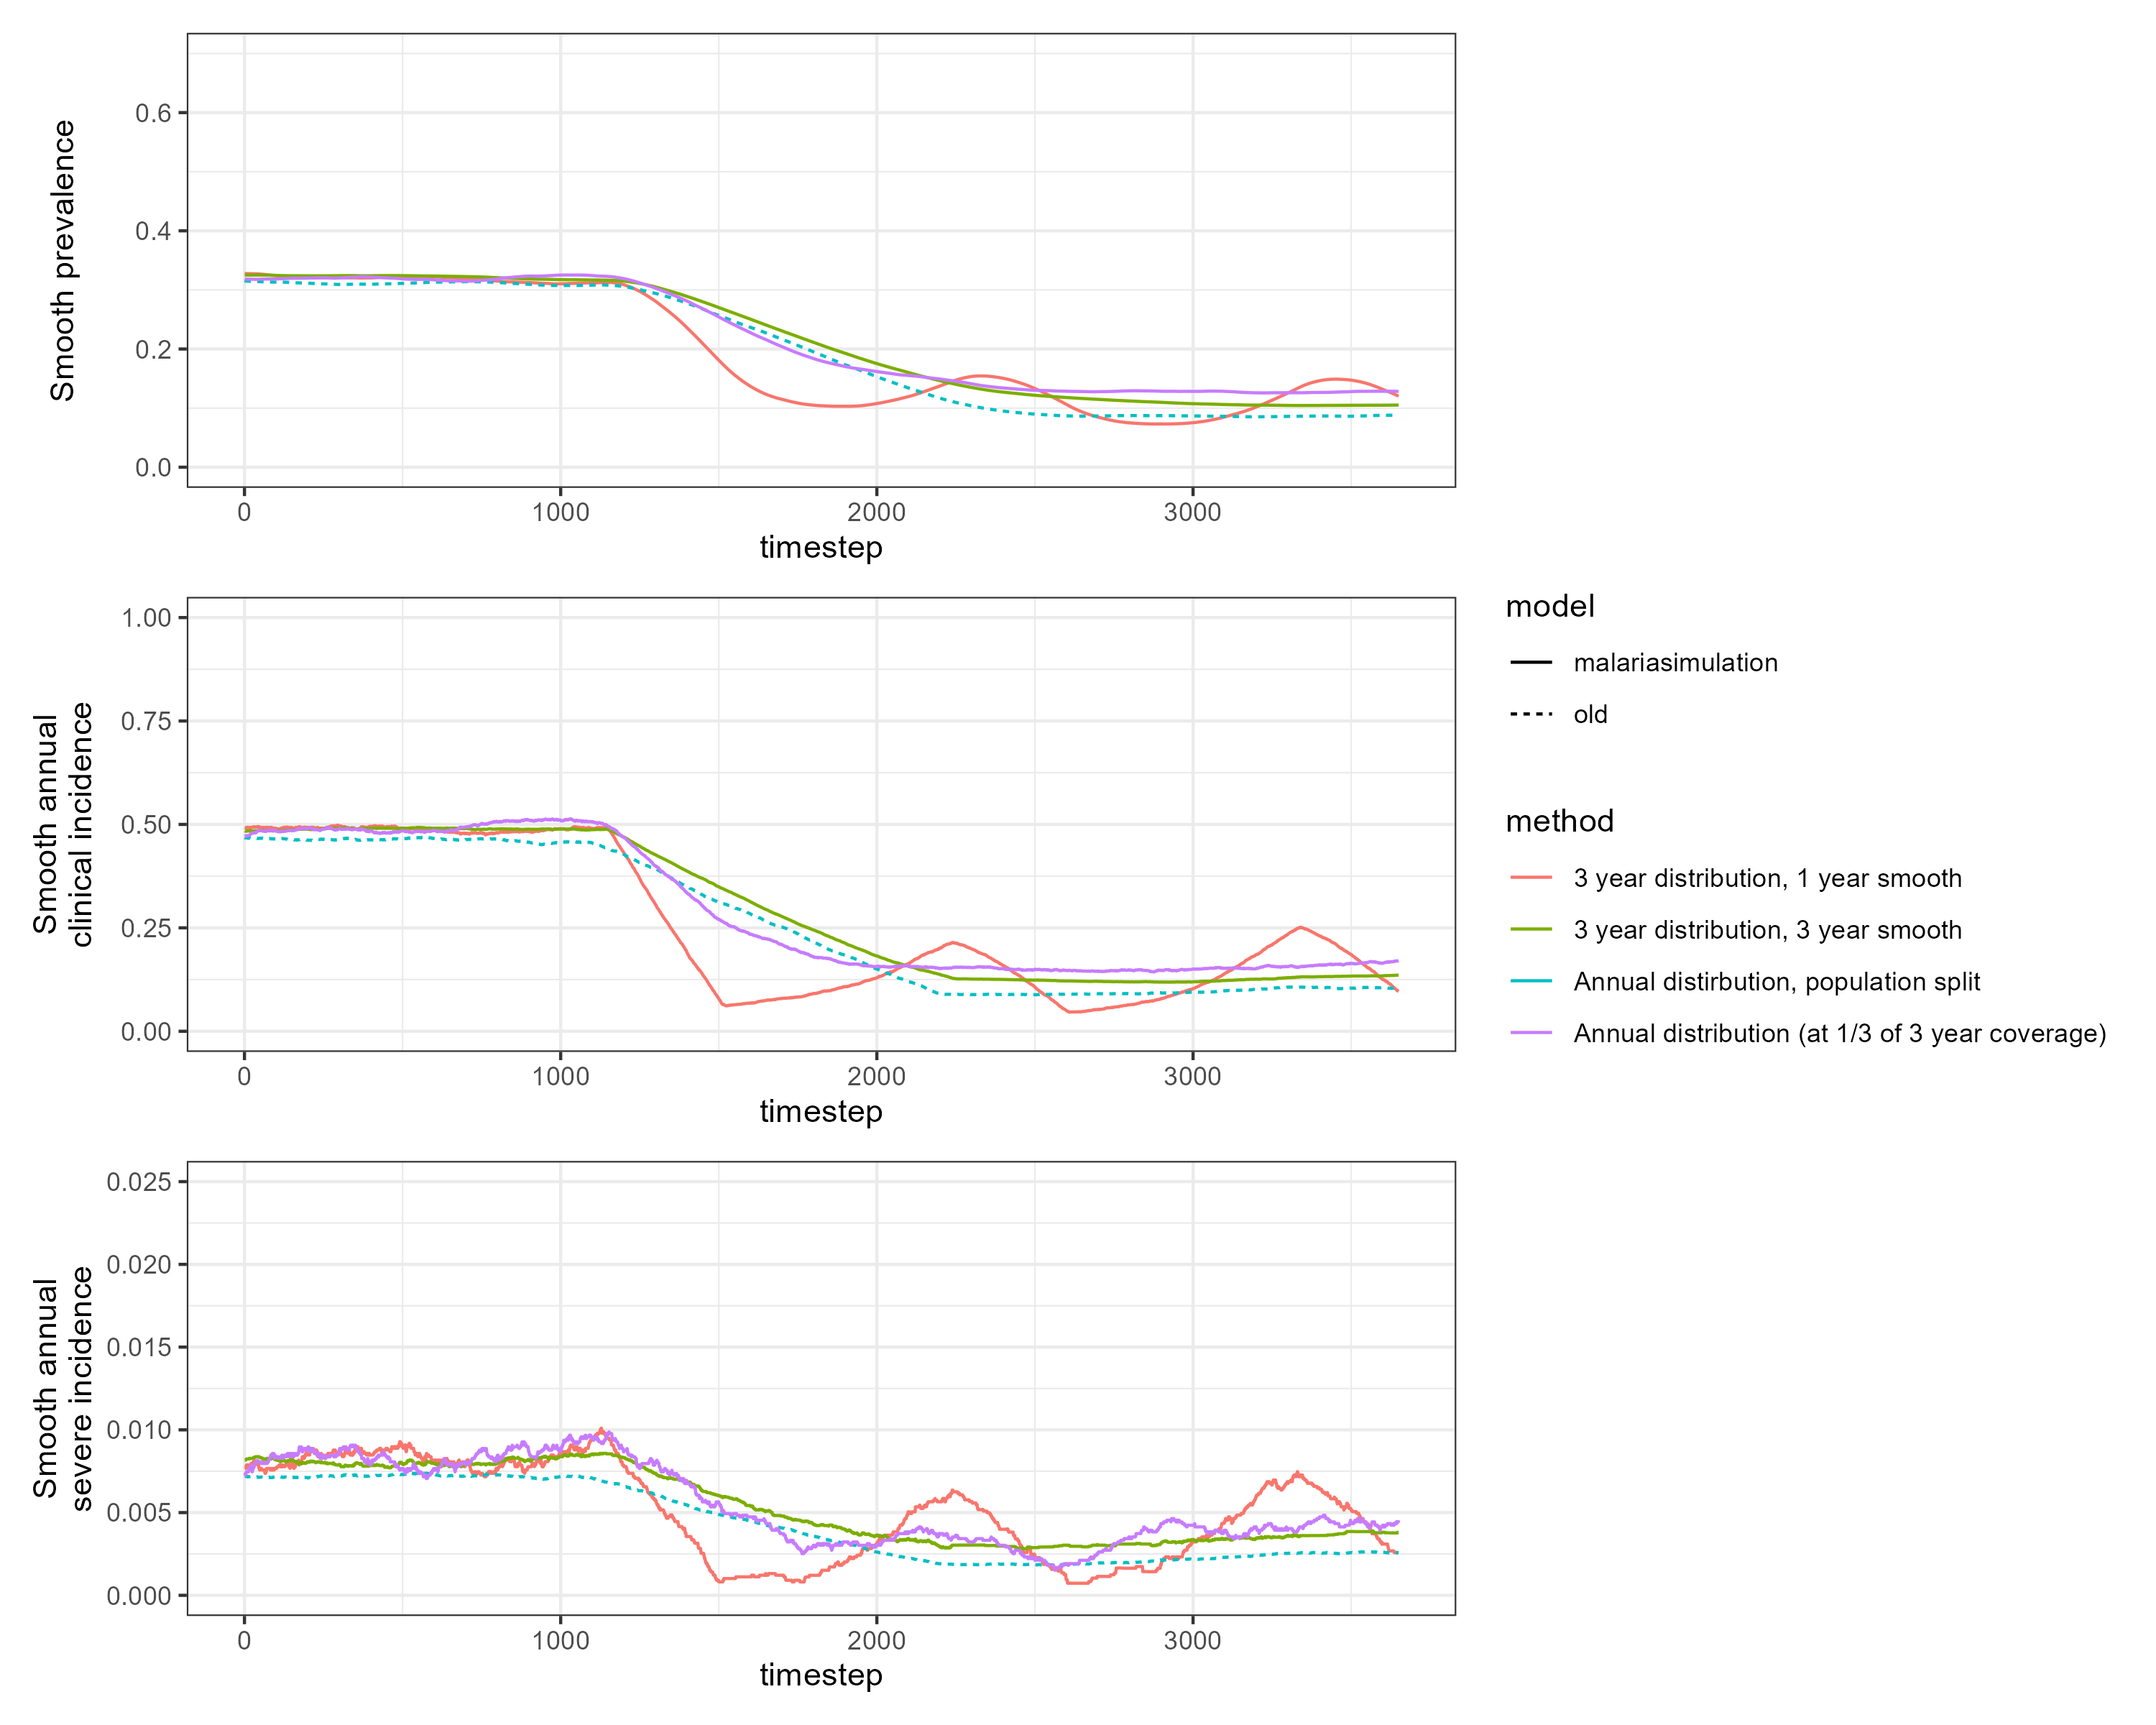 Smooth prevalence
0.6
0.4
0.2
0.0
0 1000 2000 3000
timestep
Smooth annual
clinical incidence
1.00
0.75
0.50
0.25
0.00
0 1000 2000 3000
timestep
Smooth annual
severe incidence
0.025
0.020
0.015
0.010
0.005
0.000
0 1000 2000 3000
timestep
model
malariasimulation
old
method
3 year distribution, 1 year smooth
3 year distribution, 3 year smooth
Annual distirbution, population split
Annual distribution (at 1/3 of 3 year coverage)